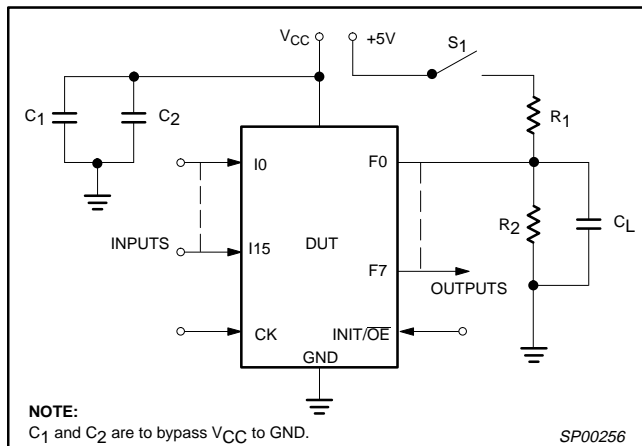 VCC
+5V
S1
C1
C2
R1
I0
F0
INPUTS
I15
DUT
R2
CL
F7
OUTPUTS
CK
INIT/OE
GND
NOTE:
C1 and C2 are to bypass VCC to GND.
SP00256